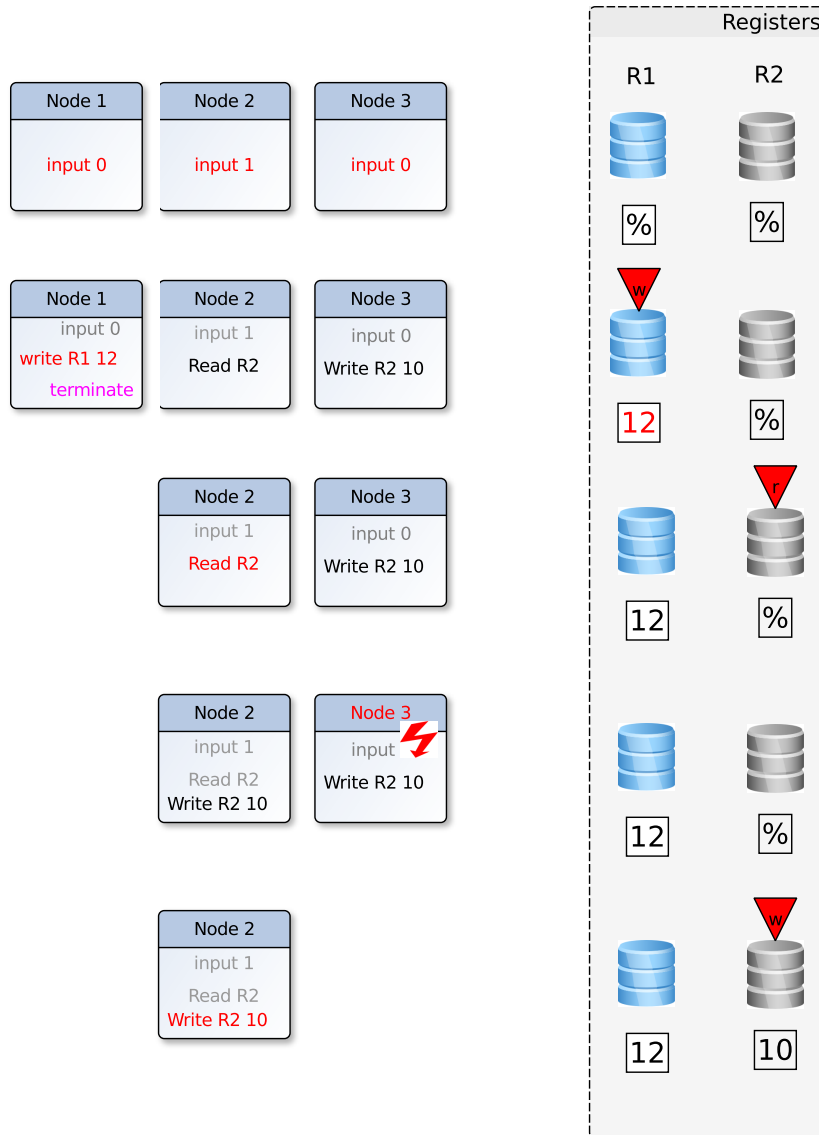 Registers
R1 R2
Node 1 Node 2 Node 3
input 0 input 1 input 0
% %
w
Node 1 Node 2 Node 3
input 0 input 1 input 0
write R1 12 Read R2 Write R2 10
terminate
12 %
r
Node 2 Node 3
input 1 input 0
Read R2 Write R2 10
12 %
Node 2 Node 3
input 1 input
Read R2 Write R2 10
Write R2 10
12 %
w
Node 2
input 1
Read R2
Write R2 10
12 10